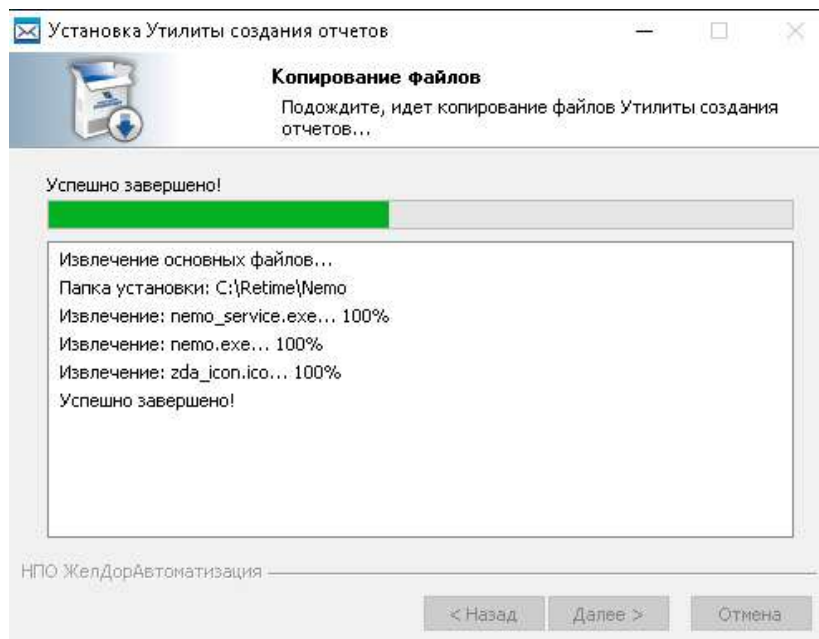 Установка Утилиты создания отчетов
Копирование файлов
Подождите, идет копирование файлов Утилиты создания
отчетов...
Успешно завершено!
Извлечение основных файлов...
Папка установки: C:\Retime\Nemo
Извлечение: nemo_service.exe... 100%
Извлечение: nemo.exe... 100%
Извлечение: zda_icon.ico... 100%
Успешно завершено!
НПО ЖелДорАвтоматизация
< Назад
Далее >
Отмена